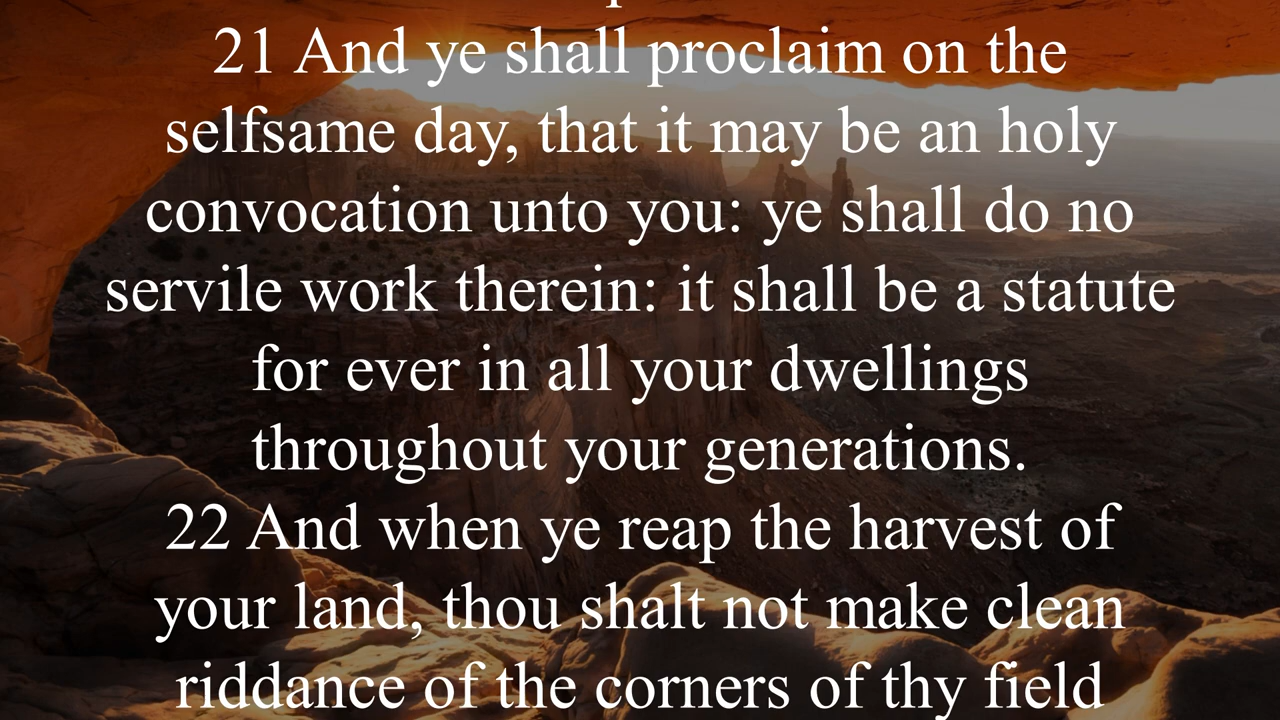 21 And ye shall proclaim on the
selfsame day, that it may be an holy
convocation unto you: ye shall do no
servile work therein: it shall be a statute
for ever in all your dwellings
throughout your generations.
22 And when ye reap the harvest of
your land, thou shalt not make clean
riddance of the corners of thy field